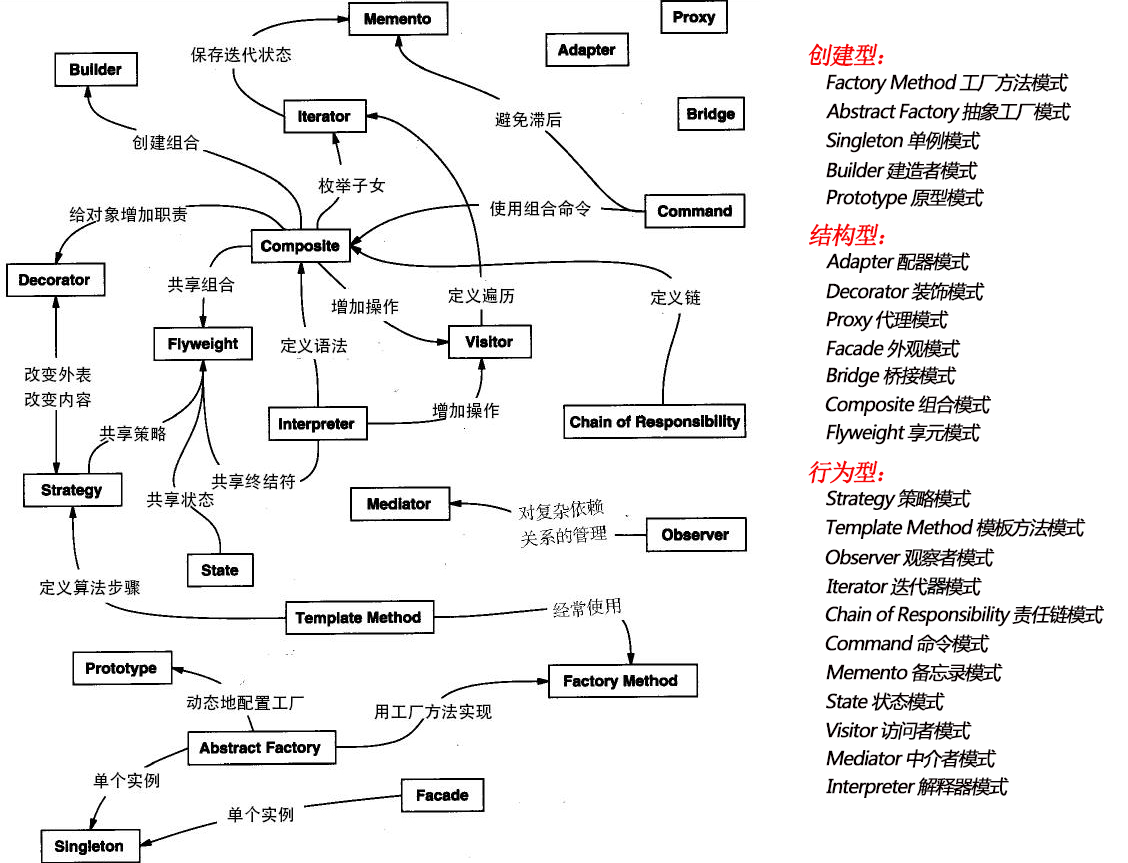 Memento
Proxy
Adapter
保存迭代状态
Builder
Iterator
Bridge
避免滞后
创建组合
枚举子女
给对象增加职责
使用组合命令
Command
Composite
Decorator
共享组合
增加操作
定义遍历
定义链
Flyweight
定义语法
Visitor
改变外表
改变内容
共享策略
Interpreter
增加操作
Chain of Responsibility
Strategy
共享状态
共享终结符
Mediator
对复杂依赖
关系的管理
Observer
State
定义算法步骤
Template Method
经常使用
Prototype
Factory Method
动态地配置工厂
用工厂方法实现
Abstract Factory
单个实例
Facade
单个实例
Singleton
创建型:
Factory Method 工厂方法模式
Abstract Factory 抽象工厂模式
Singleton 单例模式
Builder 建造者模式
Prototype 原型模式
结构型:
Adapter 配器模式
Decorator 装饰模式
Proxy 代理模式
Facade 外观模式
Bridge 桥接模式
Composite 组合模式
Flyweight 享元模式
行为型:
Strategy 策略模式
Template Method 模板方法模式
Observer 观察者模式
Iterator 迭代器模式
Chain of Responsibility 责任链模式
Command 命令模式
Memento 备忘录模式
State 状态模式
Visitor 访问者模式
Mediator 中介者模式
Interpreter 解释器模式